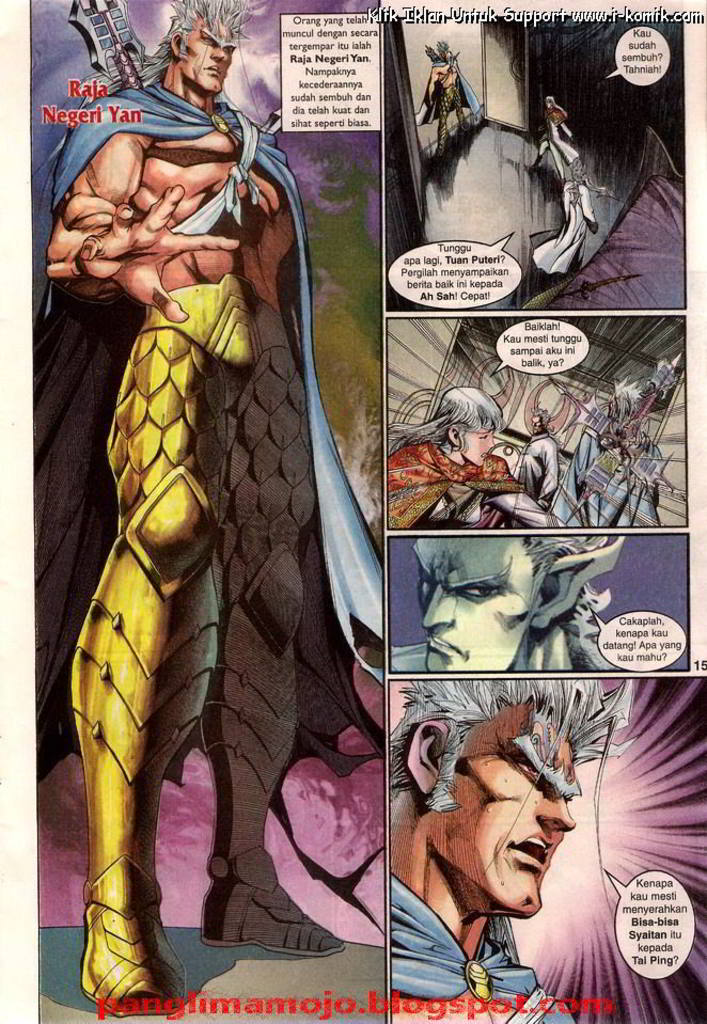 Klik Iklan Untuk Support www.i-komik.com
Raja
Negeri Yan
Orang yang telah
muncul dengan secara
tergempar itu ialah
Raja Negeri Yan.
Nampaknya
kecederaannya
sudah sembuh dan
dia telah kuat dan
sihat seperti biasa.
Kau
sudah
sembuh?
Tahniah!
Tunggu
apa lagi, Tuan Puteri?
Pergilah menyampaikan
berita baik ini kepada
Ah Sah! Cepat!
Baiklah!
Kau mesti tunggu
sampai aku ini
balik, ya?
Cakaplah,
kenapa kau
datang! Apa yang
kau mahu?
15
Kenapa
kau mesti
menyerahkan
Bisa-bisa
Syaitan itu
kepada
Tai Ping?
panglimamojo.blogspot.com